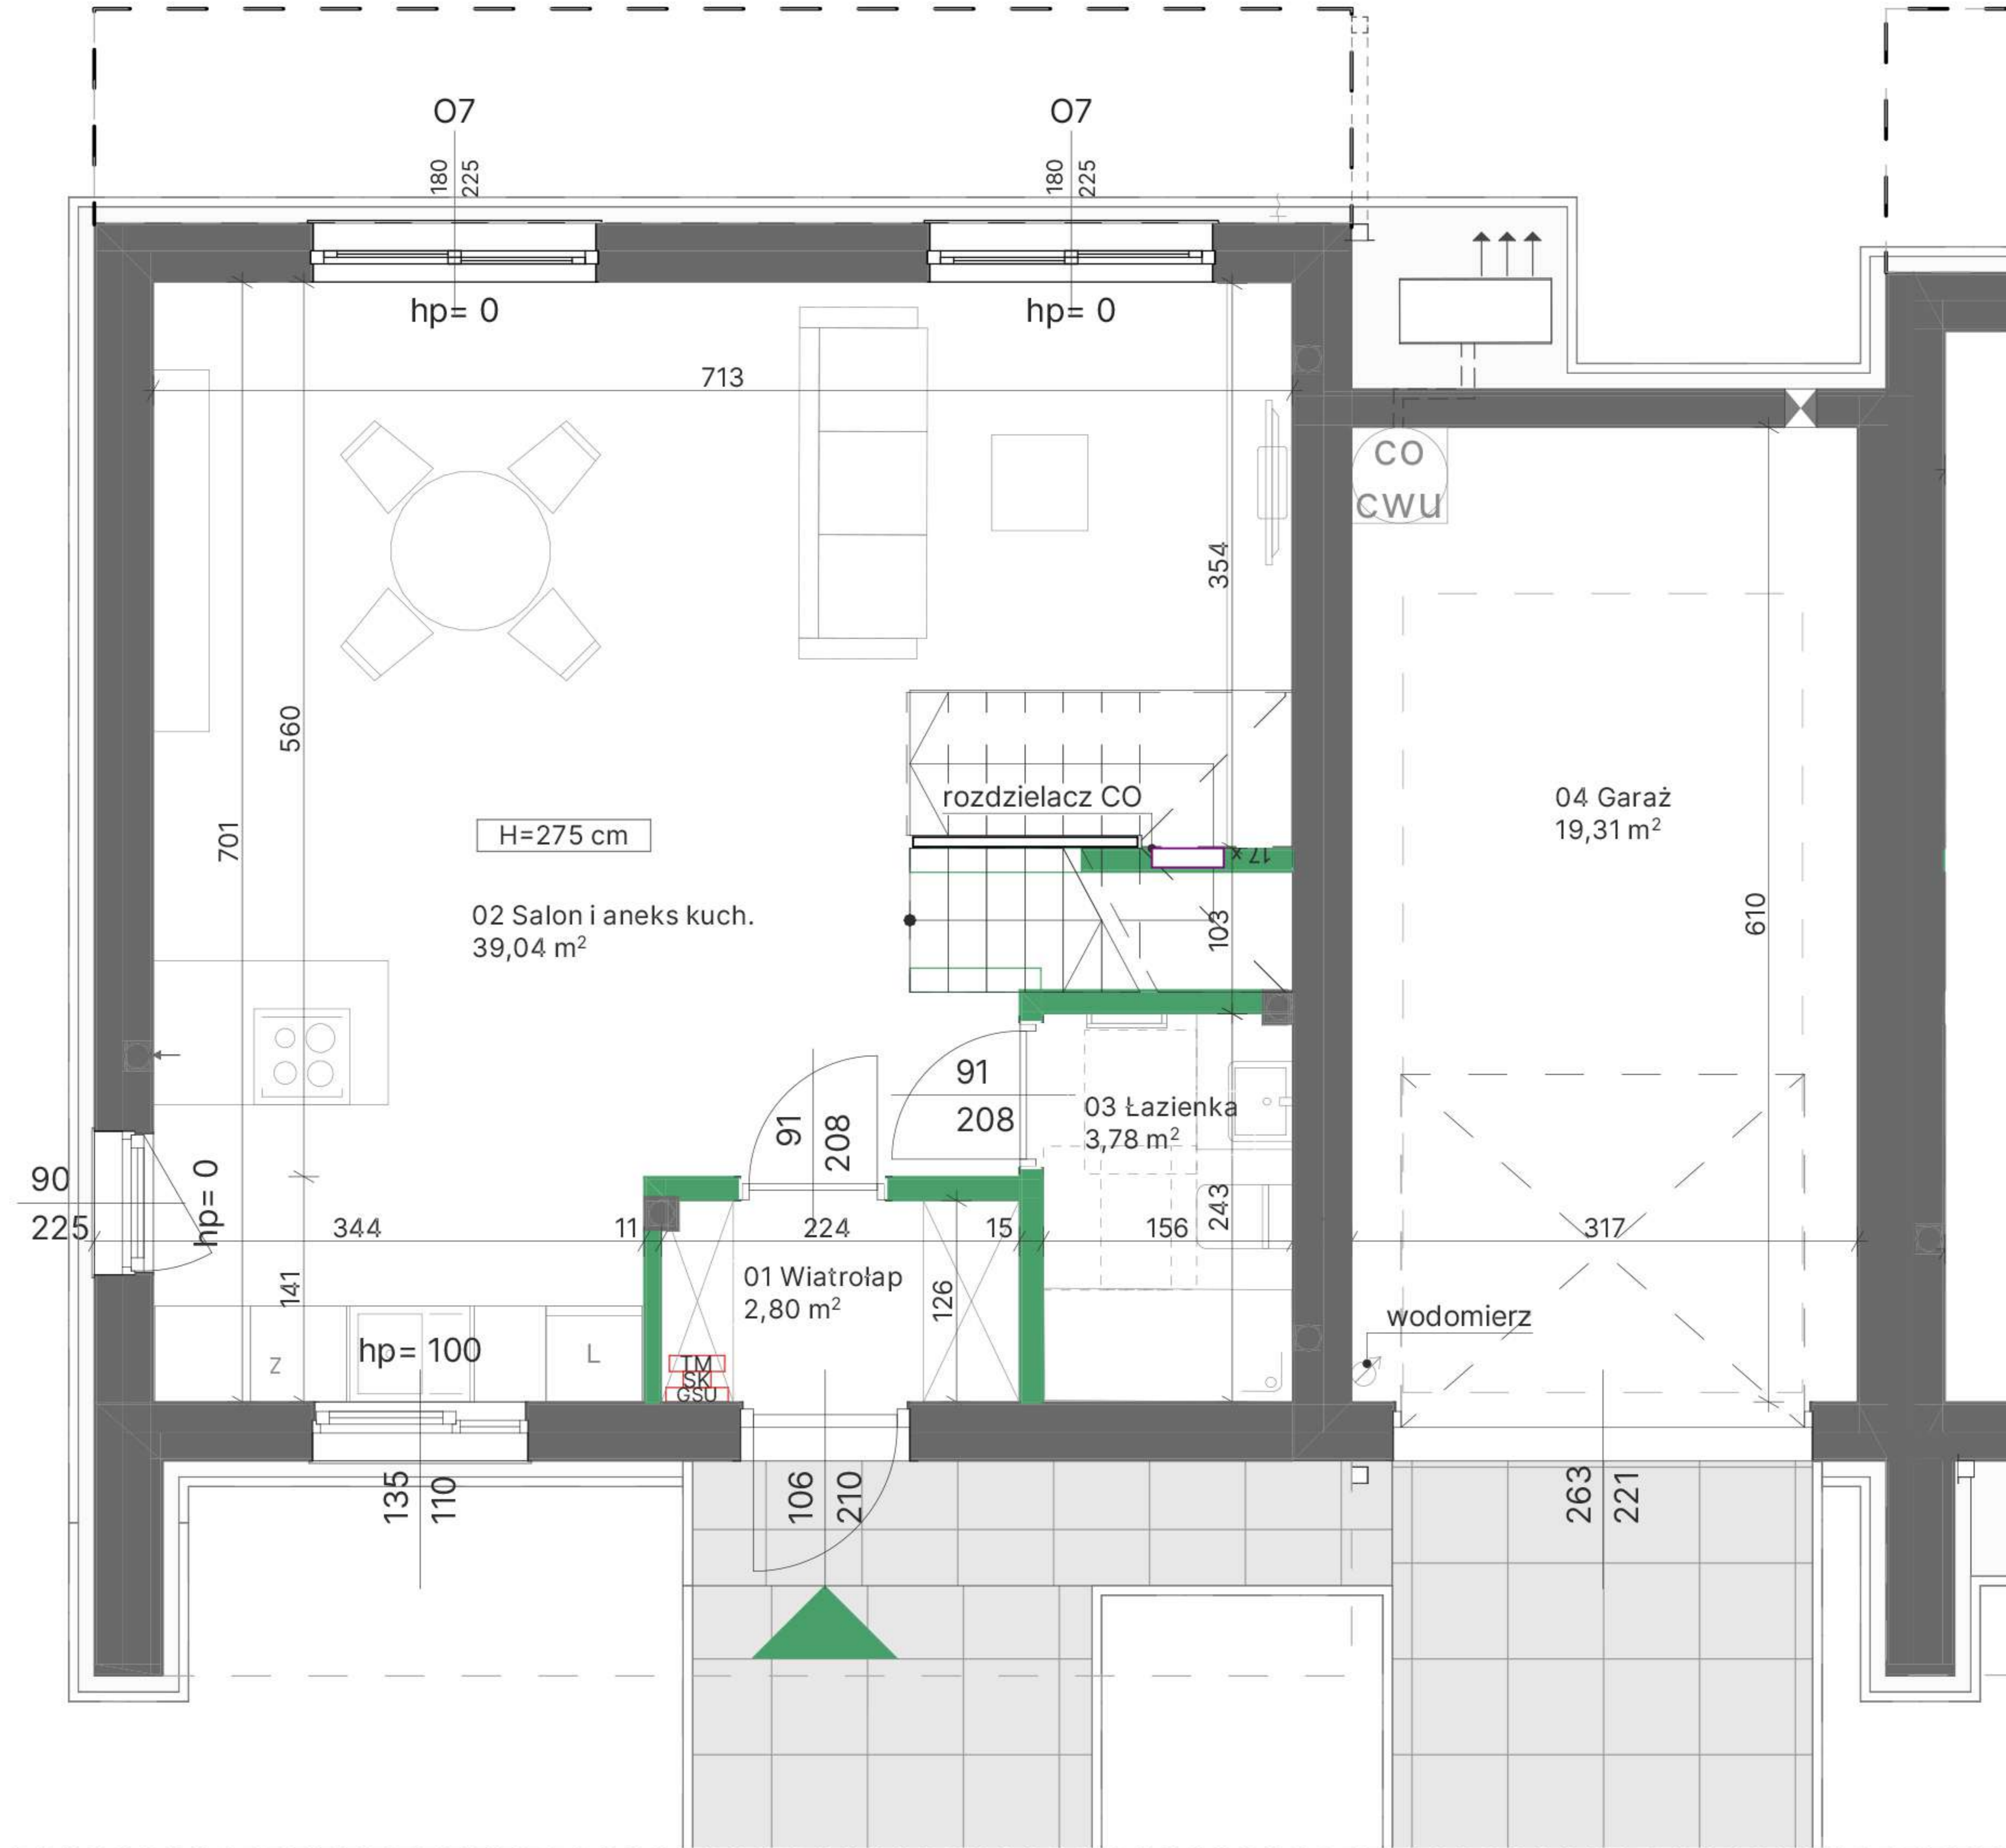 O7
O7
180
225
180
225
hp= 0
hp= 0
713
354
co
cwu
560
701
H=275 cm
rozdzielacz CO
17
04 Garaż
19,31 m²
610
02 Salon i aneks kuch.
39,04 m²
103
91
208
91
208
03 Łazienka
3,78 m²
90
225
hp= 0
344
11
224
15
156
243
317
141
01 Wiatrołap
2,80 m²
126
wodomierz
Z
hp= 100
L
TM
SK
GSU
135
110
106
210
263
221